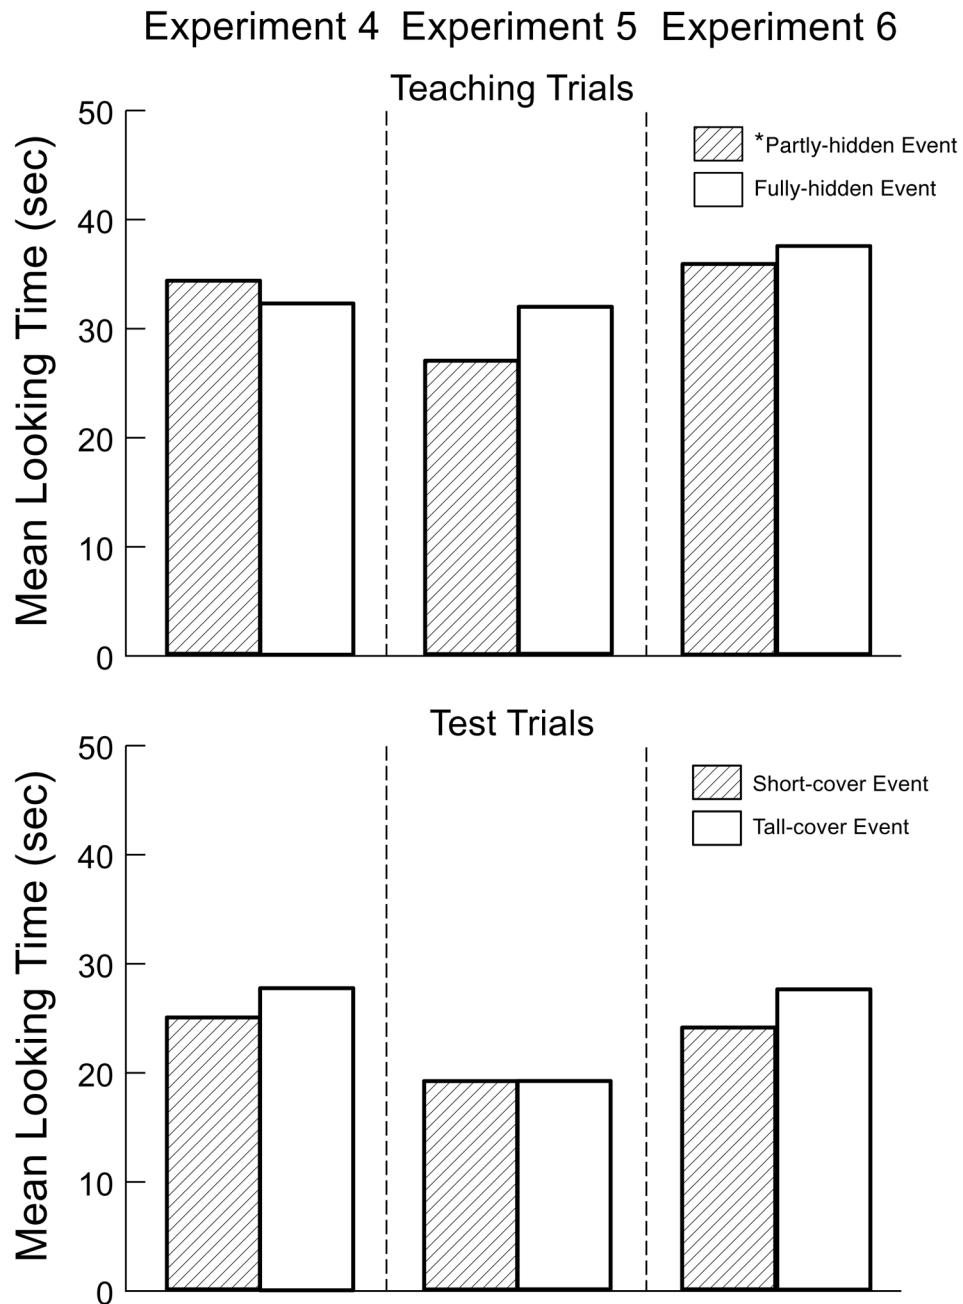 Experiment 4 Experiment 5 Experiment 6
Teaching Trials
Mean Looking Time (sec)
50
40
30
20
10
0
*Partly-hidden Event
Fully-hidden Event
Test Trials
Mean Looking Time (sec)
50
40
30
20
10
0
Short-cover Event
Tall-cover Event